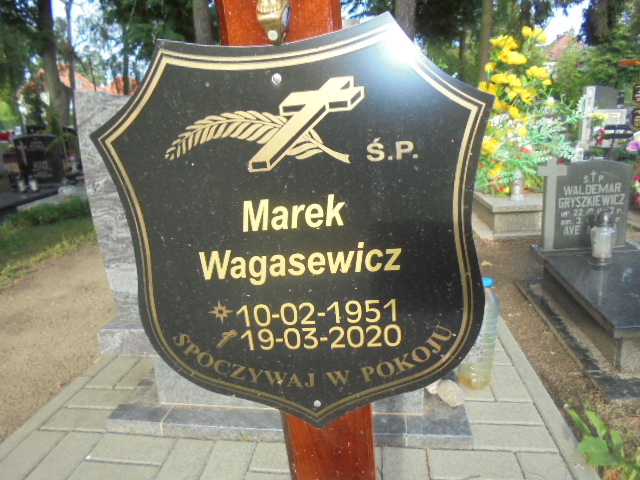 Ś.P.
Marek
Wagasewicz
10-02-1951
19-03-2020
SPOCZYWAJ W POKOJU
Ś P
WALDEMAR
GRYSZKIEWICZ